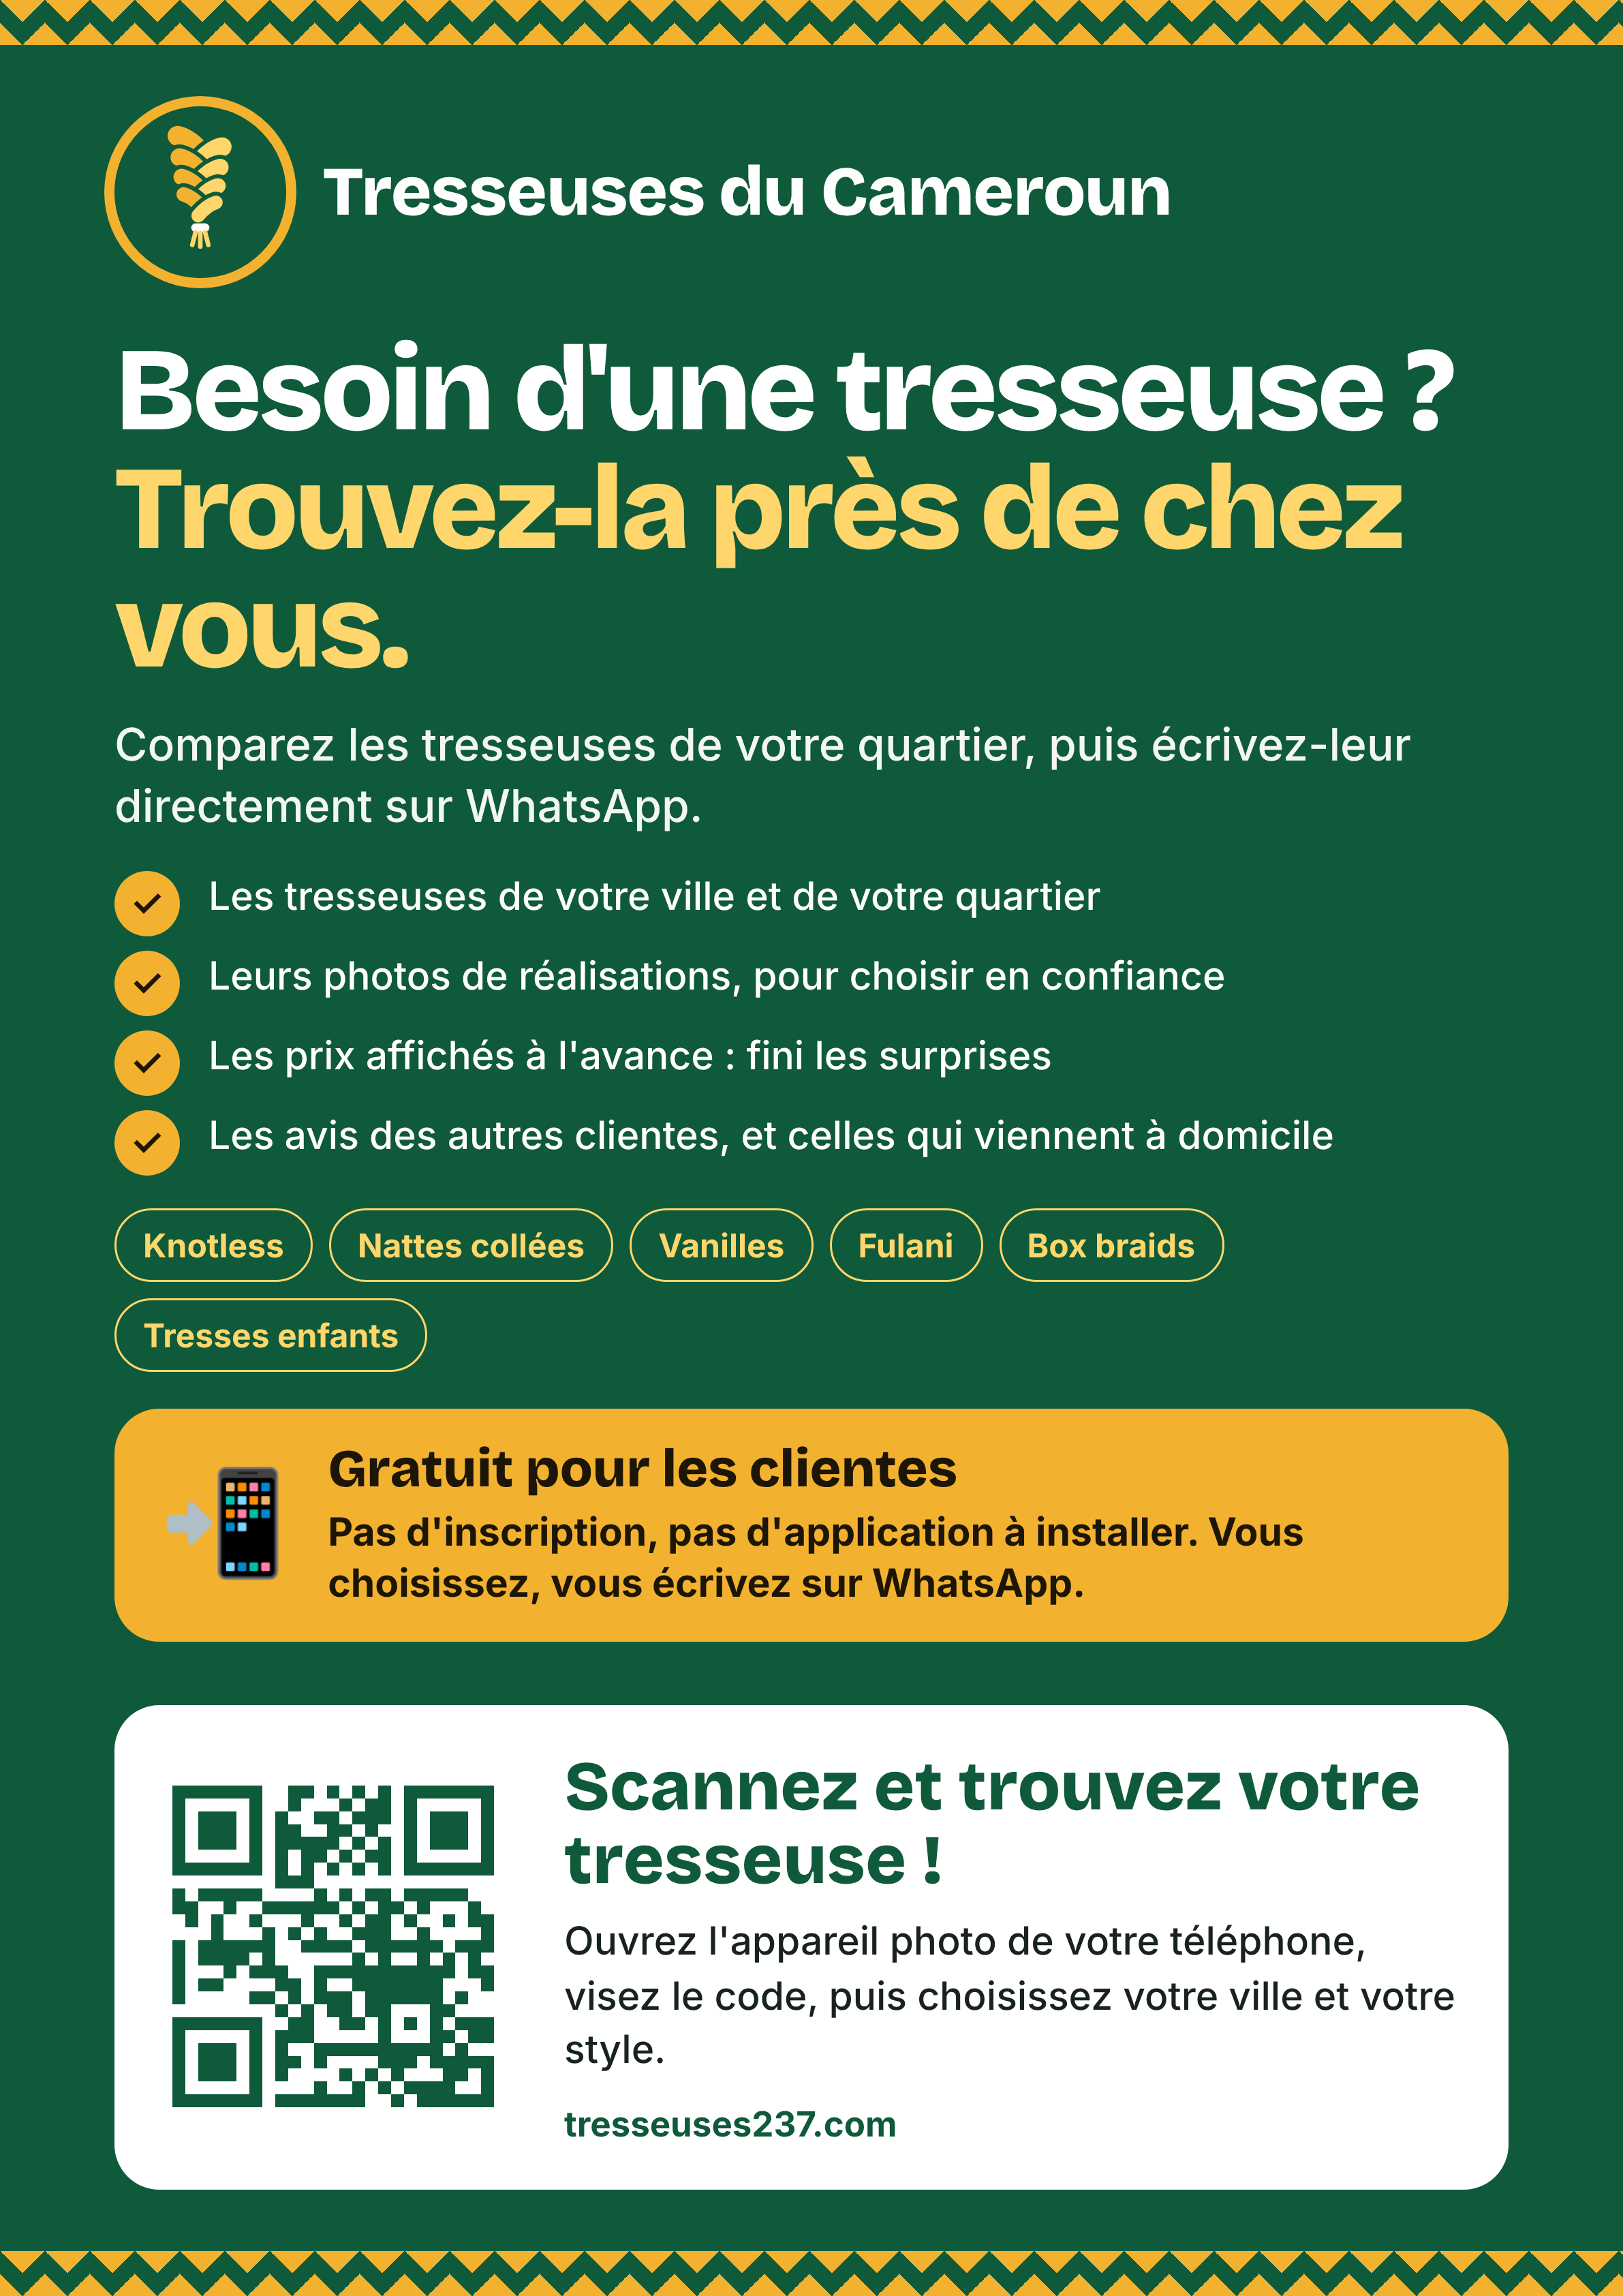 Tresseuses du Cameroun
Besoin d'une tresseuse ?
Trouvez-la près de chez
vous.
Comparez les tresseuses de votre quartier, puis écrivez-leur
directement sur WhatsApp.
Les tresseuses de votre ville et de votre quartier
Leurs photos de réalisations, pour choisir en confiance
Les prix affichés à l'avance : fini les surprises
Les avis des autres clientes, et celles qui viennent à domicile
Knotless Nattes collées Vanilles Fulani Box braids
Tresses enfants
Gratuit pour les clientes
Pas d'inscription, pas d'application à installer. Vous
choisissez, vous écrivez sur WhatsApp.
Scannez et trouvez votre
tresseuse !
Ouvrez l'appareil photo de votre téléphone,
visez le code, puis choisissez votre ville et votre
style.
tresseuses237.com